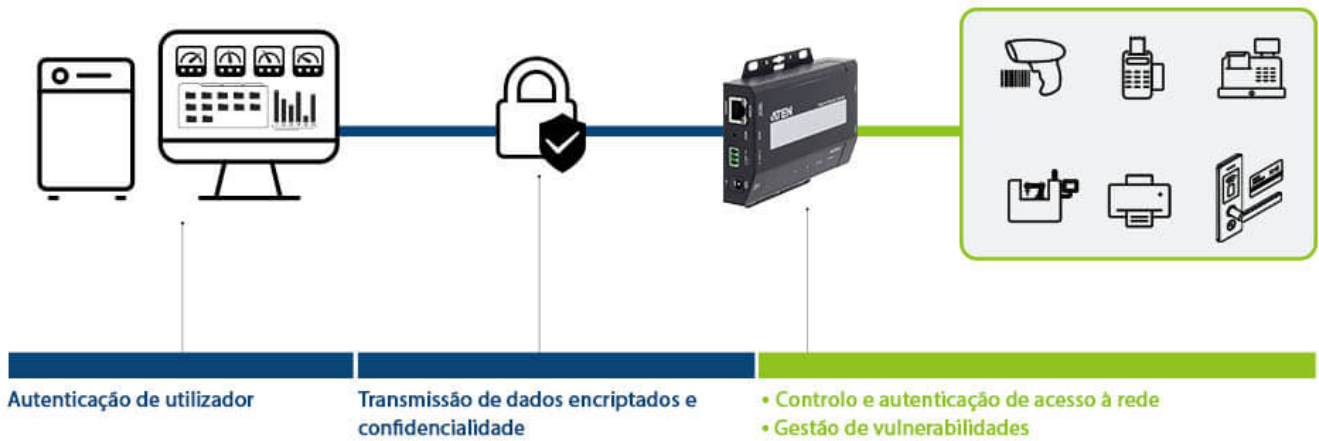 ATEN
Autenticação de utilizador
Transmissão de dados encriptados e
confidencialidade
• Controlo e autenticação de acesso à rede
• Gestão de vulnerabilidades